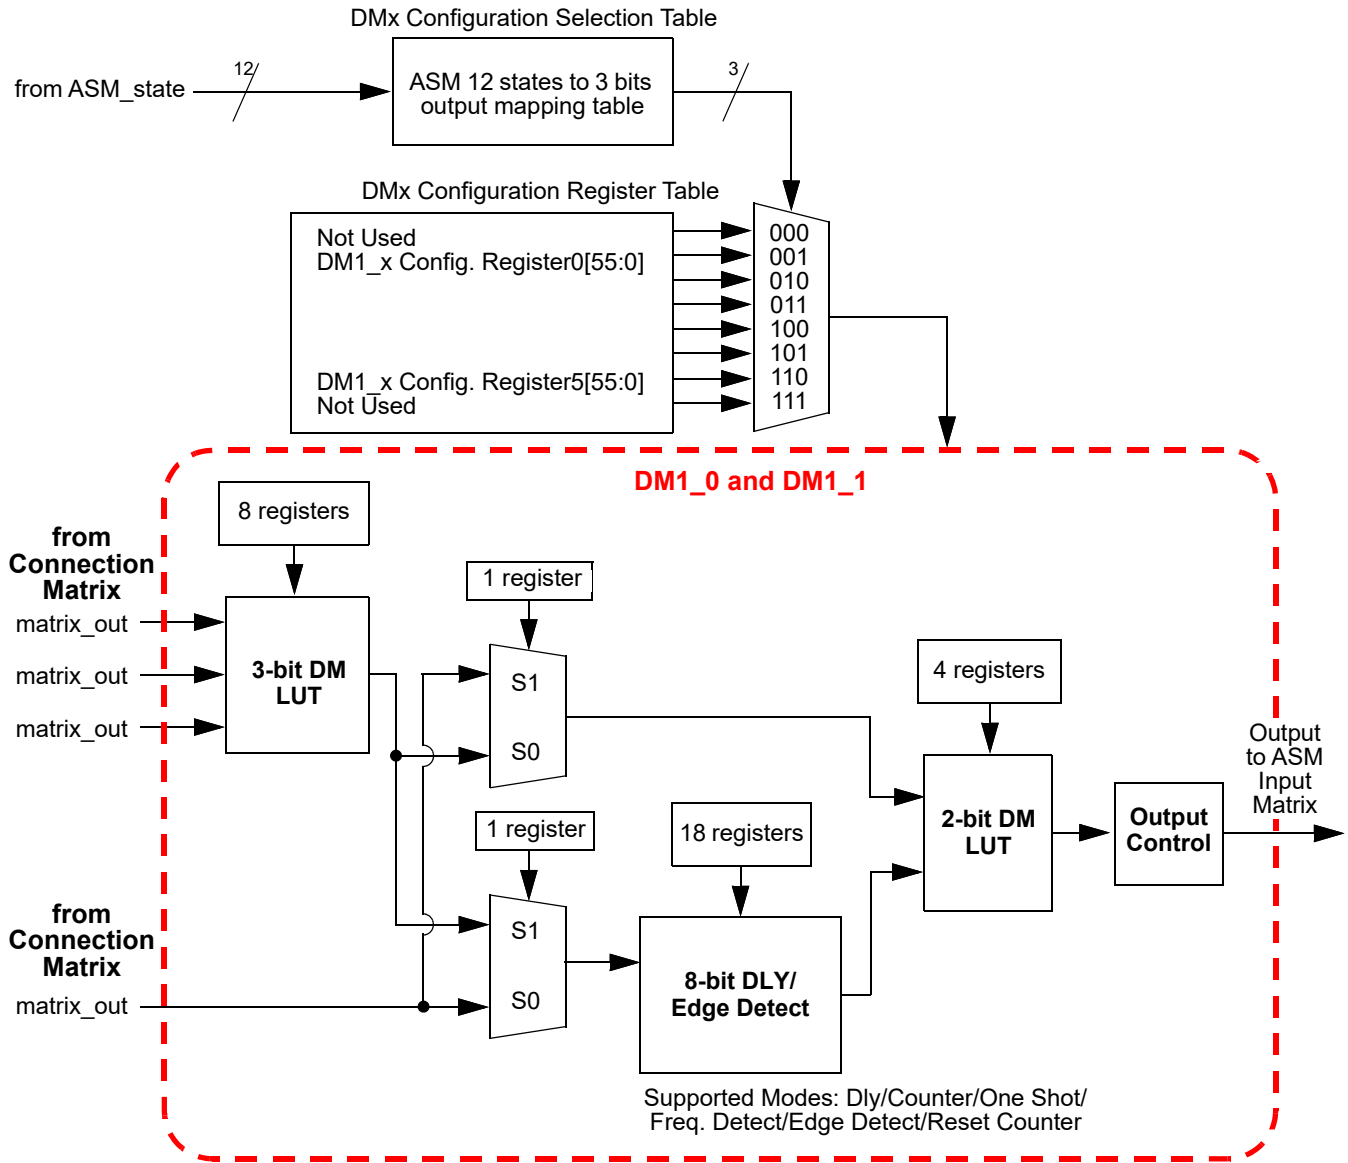 DMx Configuration Selection Table
from ASM_state
12
ASM 12 states to 3 bits
output mapping table
3
DMx Configuration Register Table
Not Used
DM1_x Config. Register0[55:0]
DM1_x Config. Register5[55:0]
Not Used
000
001
010
011
100
101
110
111
DM1_0 and DM1_1
8 registers
from
Connection
Matrix
matrix_out
matrix_out
matrix_out
3-bit DM
LUT
1 register
S1
S0
4 registers
2-bit DM
LUT
Output
Control
Output
to ASM
Input
Matrix
1 register
18 registers
from
Connection
Matrix
matrix_out
S1
S0
8-bit DLY/
Edge Detect
Supported Modes: Dly/Counter/One Shot/
Freq. Detect/Edge Detect/Reset Counter